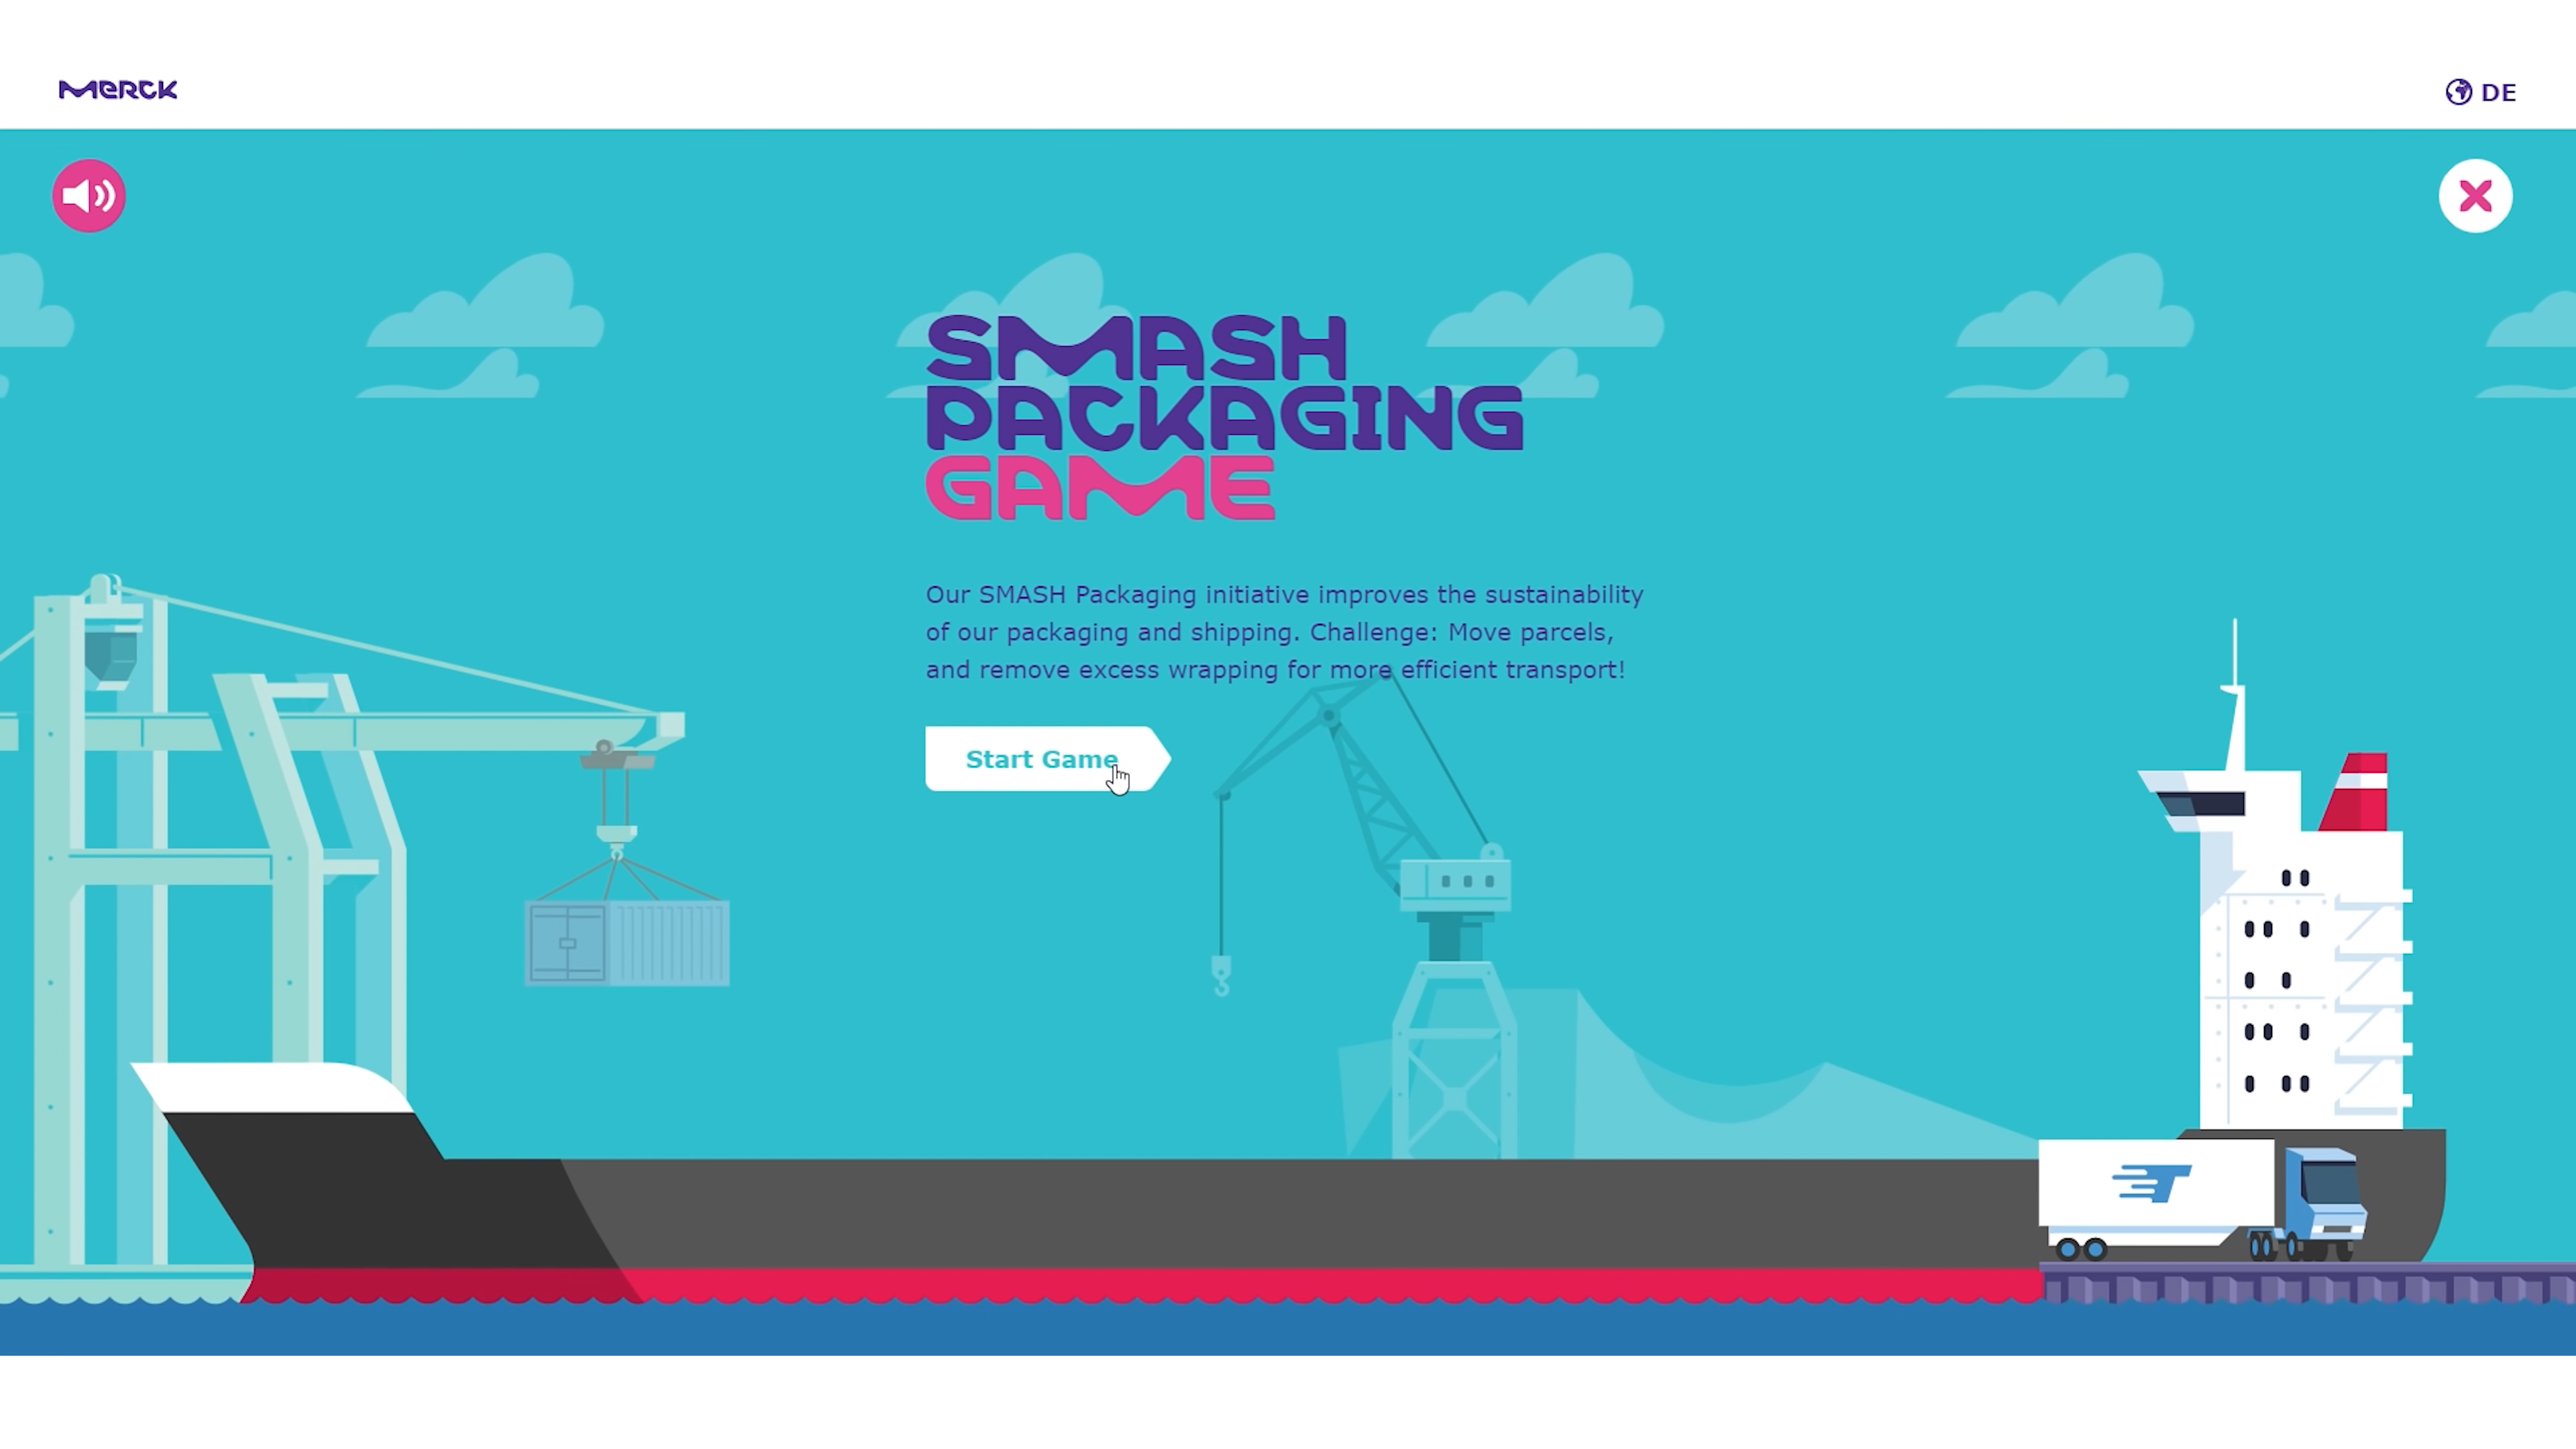 MERCK
DE
SMASH
PACKAGING
GAME
Our SMASH Packaging initiative improves the sustainability
of our packaging and shipping. Challenge: Move parcels,
and remove excess wrapping for more efficient transport!
Start Game
T